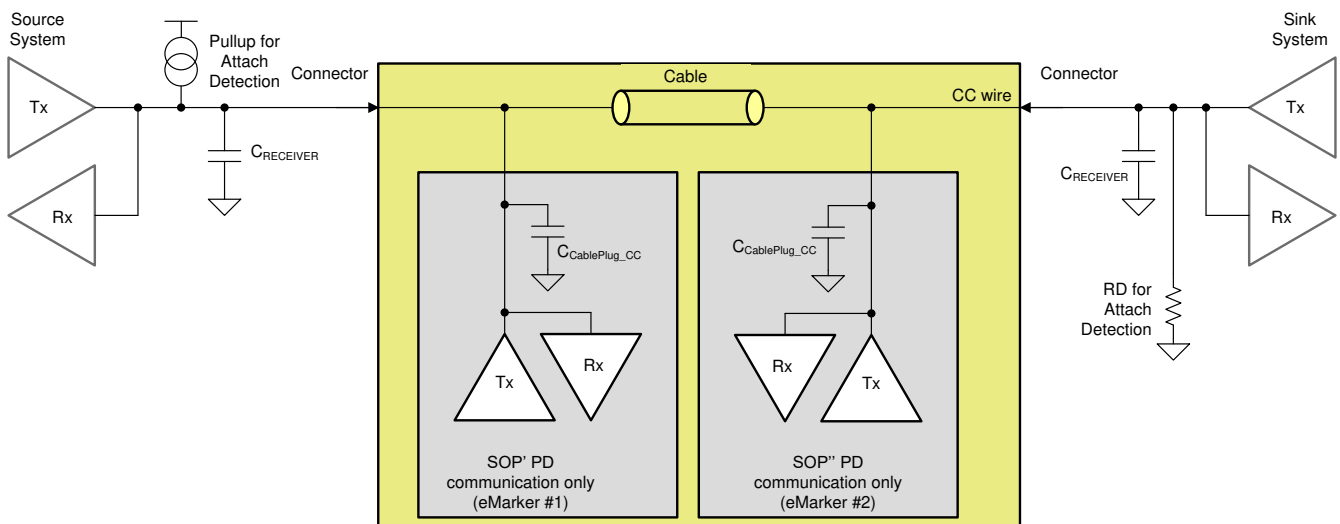 Source
System
Tx
Rx
Pullup for
Attach
Detection
Connector
CRECEIVER
Cable
CC wire
CCablePlug_CC
Tx
Rx
SOP' PD
communication only
(eMarker #1)
CCablePlug_CC
Rx
Tx
SOP'' PD
communication only
(eMarker #2)
Connector
CRECEIVER
RD for
Attach
Detection
Sink
System
Tx
Rx